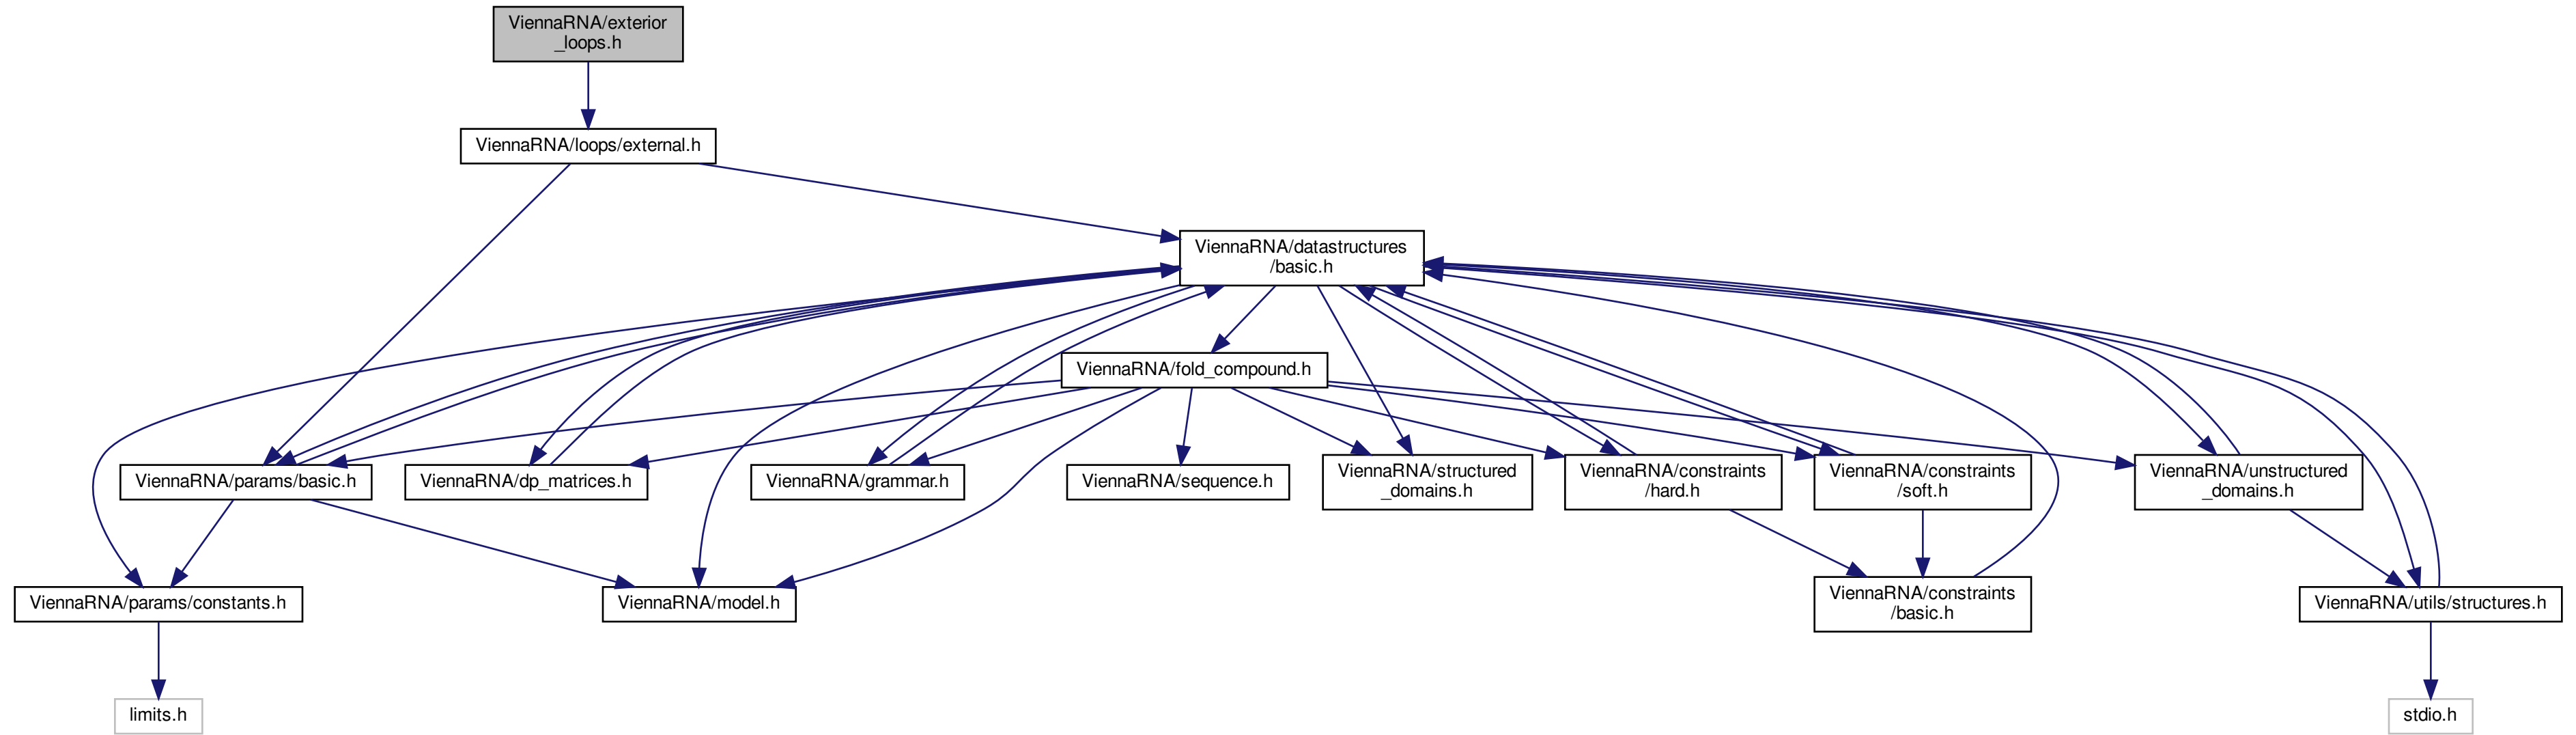 ViennaRNA/exterior
_loops.h
ViennaRNA/loops/external.h
ViennaRNA/datastructures
/basic.h
ViennaRNA/fold_compound.h
ViennaRNA/params/basic.h
ViennaRNA/dp_matrices.h
ViennaRNA/grammar.h
ViennaRNA/sequence.h
ViennaRNA/structured
_domains.h
ViennaRNA/constraints
/hard.h
ViennaRNA/constraints
/soft.h
ViennaRNA/unstructured
_domains.h
ViennaRNA/params/constants.h
ViennaRNA/model.h
ViennaRNA/constraints
/basic.h
ViennaRNA/utils/structures.h
limits.h
stdio.h